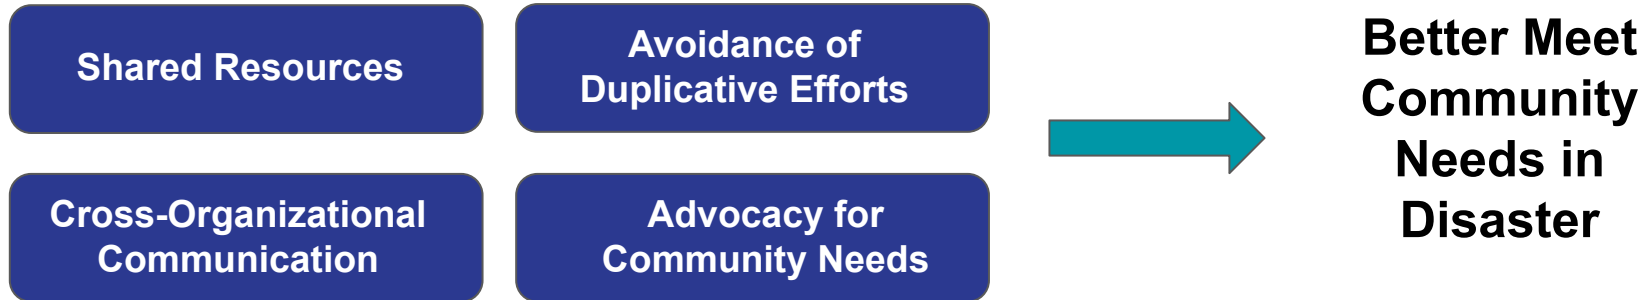 Shared Resources
Avoidance of
Duplicative Efforts
Cross-Organizational
Communication
Advocacy for
Community Needs
Better Meet
Community
Needs in
Disaster